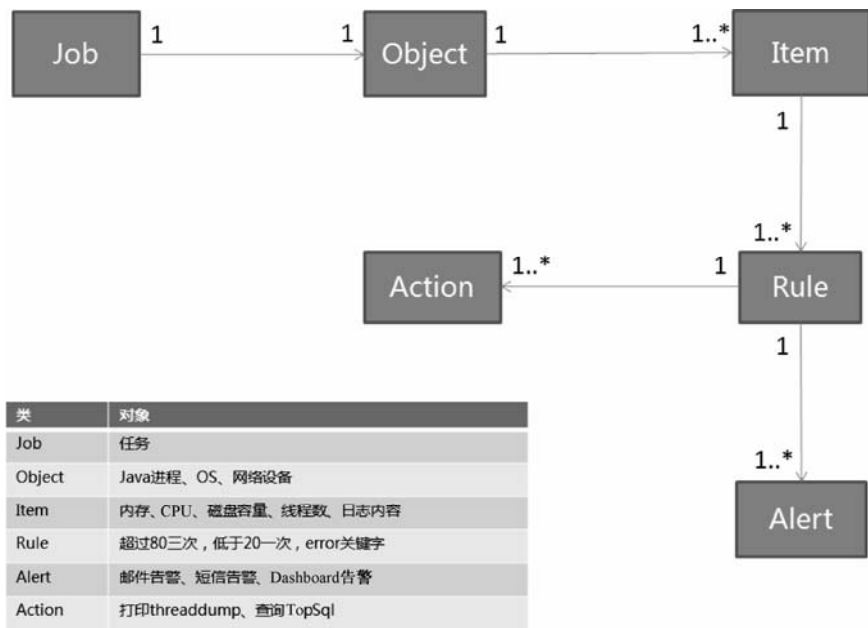 Job 1 1 Object 1 1..* Item
1
1..*
Action 1..* 1 Rule
1
1..*
Alert
类 对象
Job 任务
Object Java进程、OS、网络设备
Item 内存、CPU、磁盘容量、线程数、日志内容
Rule 超过80三次，低于20一次，error关键字
Alert 邮件告警、短信告警、Dashboard告警
Action 打印threaddump、查询TopSql